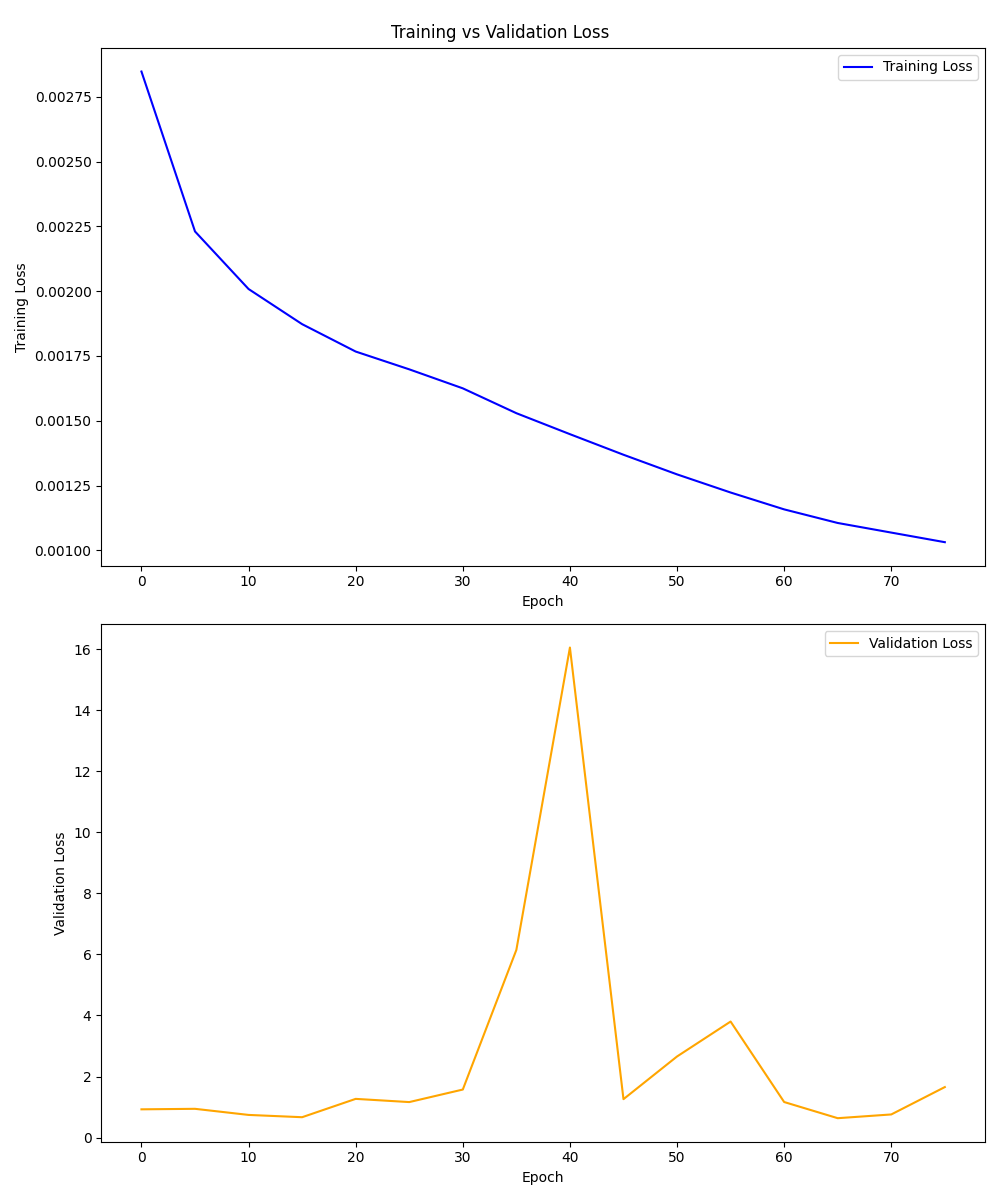 Training vs Validation Loss
Training Loss
0.00275
0.00250
0.00225
0.00200
0.00175
0.00150
0.00125
0.00100
Training Loss
0 10 20 30 40 50 60 70
Epoch
Validation Loss
16
14
12
10
8
6
4
2
0
Validation Loss
0 10 20 30 40 50 60 70
Epoch